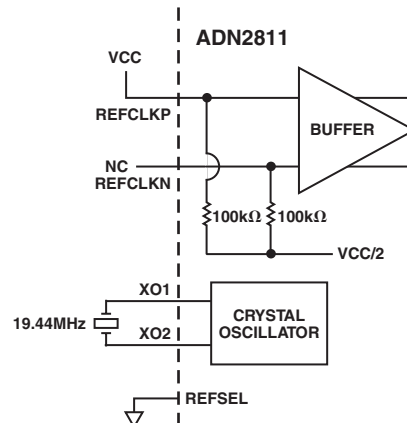 ADN2811
VCC
REFCLKP
BUFFER
NC
REFCLKN
100kΩ 100kΩ
VCC/2
XO1
CRYSTAL
OSCILLATOR
19.44MHz
XO2
REFSEL